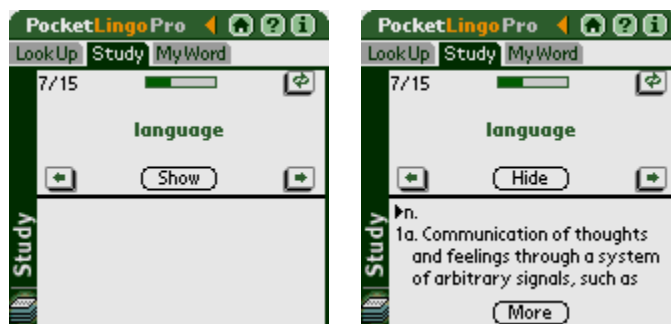 PocketLingoPro ? i
LookUp Study MyWord
7/15
language
Show
Study
PocketLingoPro ? i
LookUp Study MyWord
7/15
language
Hide
Study
n.
1a. Communication of thoughts
and feelings through a system
of arbitrary signals, such as
More